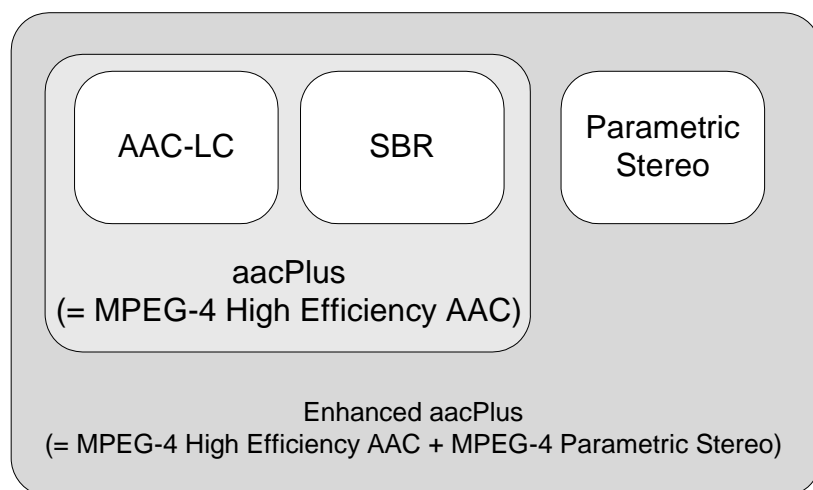 AAC-LC
SBR
Parametric
Stereo
aacPlus
(= MPEG-4 High Efficiency AAC)
Enhanced aacPlus
(= MPEG-4 High Efficiency AAC + MPEG-4 Parametric Stereo)